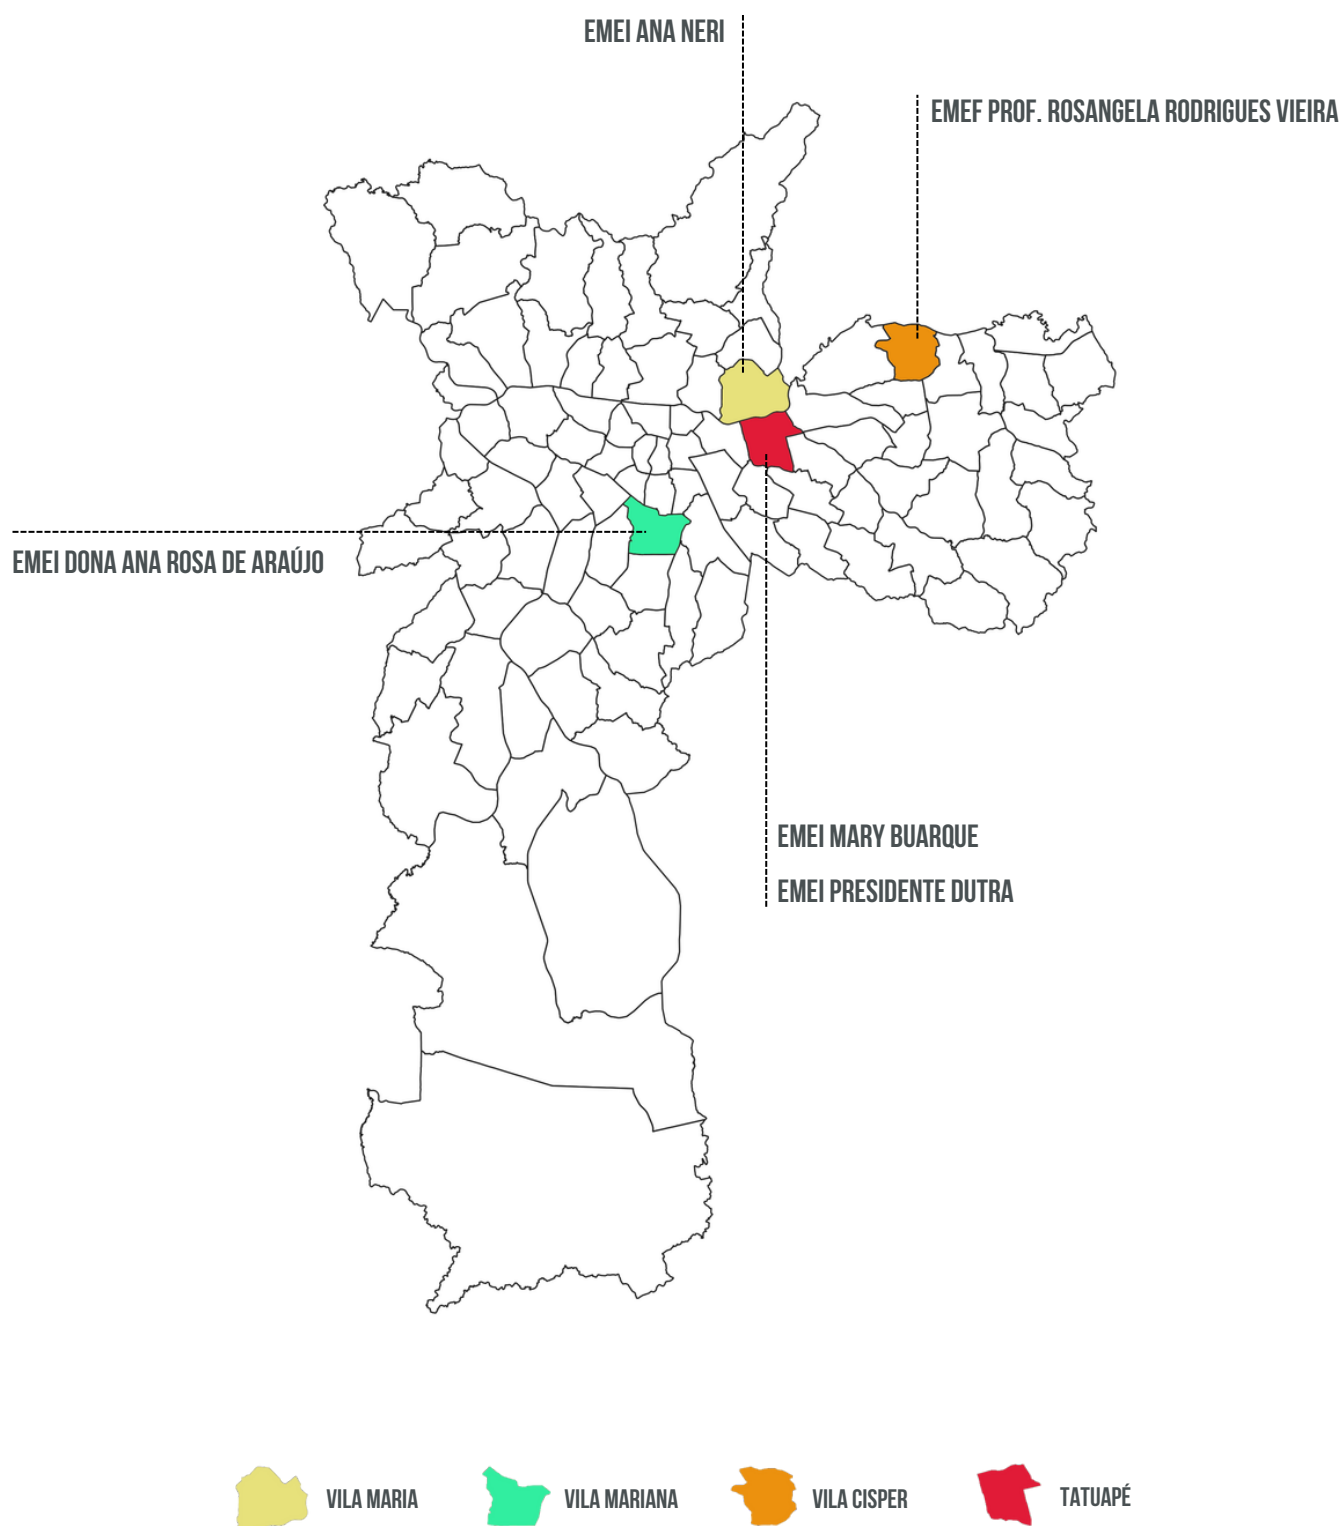 EMEI ANA NERI
EMEF PROF. ROSANGELA RODRIGUES VIEIRA
EMEI DONA ANA ROSA DE ARAÚJO
EMEI MARY BUARQUE
EMEI PRESIDENTE DUTRA
VILA MARIA
VILA MARIANA
VILA CISPER
TATUAPÉ